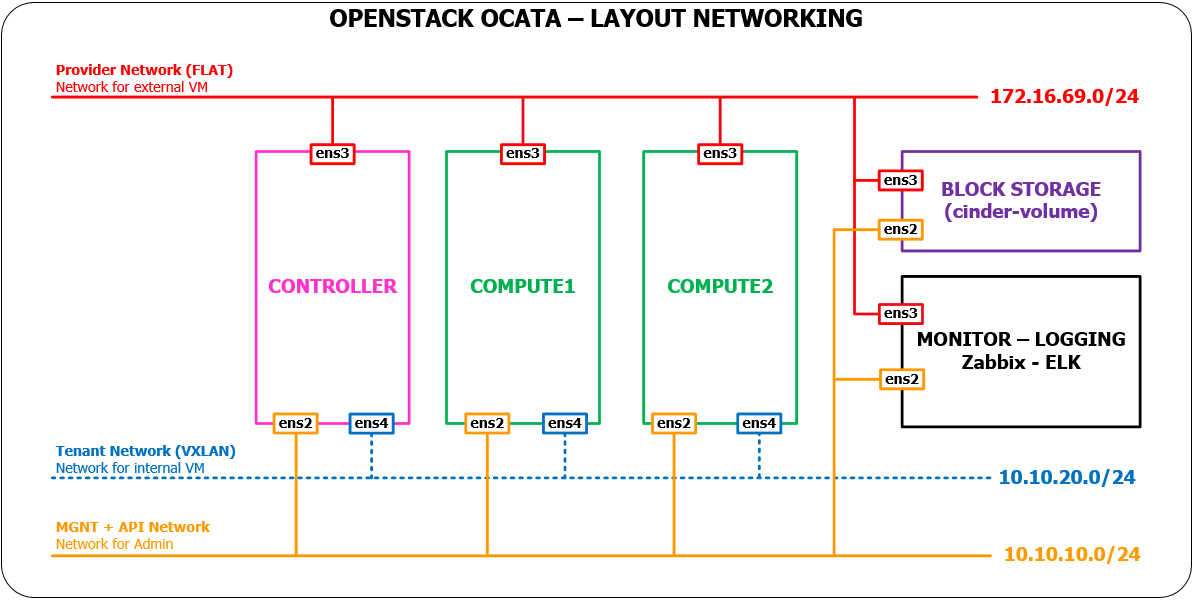 OPENSTACK OCATA – LAYOUT NETWORKING
Provider Network (FLAT)
Network for external VM
172.16.69.0/24
ens3
ens3
ens3
ens3
BLOCK STORAGE
(cinder-volume)
ens2
CONTROLLER
COMPUTE1
COMPUTE2
ens3
MONITOR – LOGGING
Zabbix - ELK
ens2
ens2
ens4
ens2
ens4
ens2
ens4
Tenant Network (VXLAN)
Network for internal VM
10.10.20.0/24
MGNT + API Network
Network for Admin
10.10.10.0/24